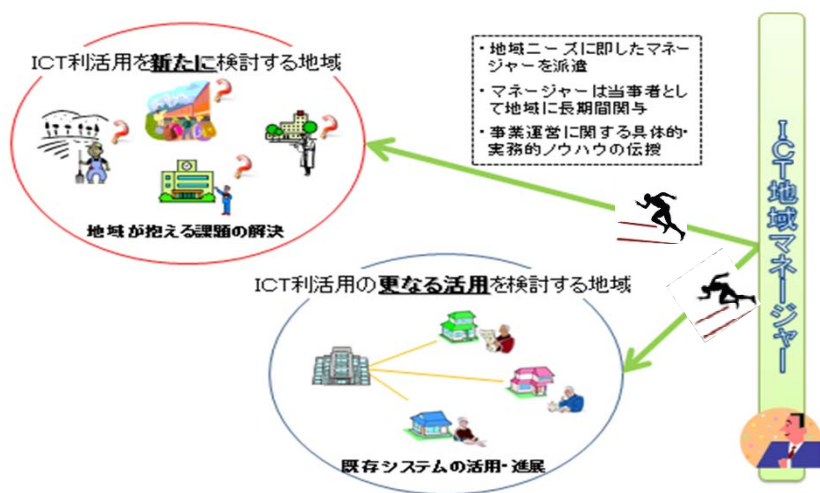 ICT利活用を新たに検討する地域
地域が抱える課題の解決
・地域ニーズに即したマネー
ジャーを派遣
・マネージャーは当事者とし
て地域に長期間関与
・事業運営に関する具体的・
実務的ノウハウの伝授
ICT地域マネージャー
ICT利活用の更なる活用を検討する地域
既存システムの活用・進展